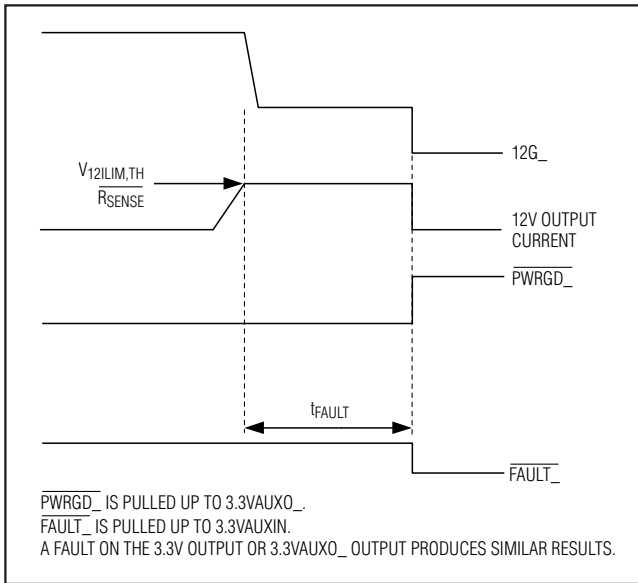 12G_
V12ILIM,TH
RSENSE
12V OUTPUT
CURRENT
PWRGD_
tFAULT
FAULT_
PWRGD_ IS PULLED UP TO 3.3VAUXO_.
FAULT_ IS PULLED UP TO 3.3VAUXIN.
A FAULT ON THE 3.3V OUTPUT OR 3.3VAUXO_ OUTPUT PRODUCES SIMILAR RESULTS.